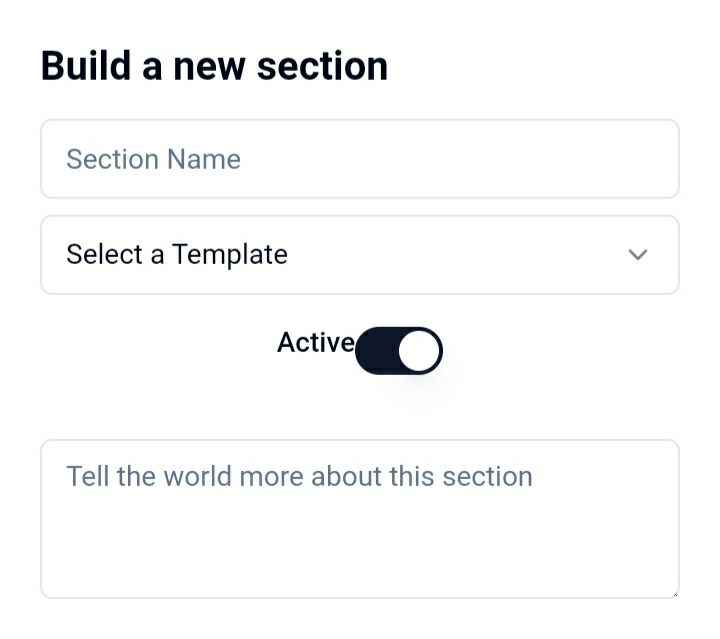 Build a new section
Section Name
Select a Template
Active
Tell the world more about this section